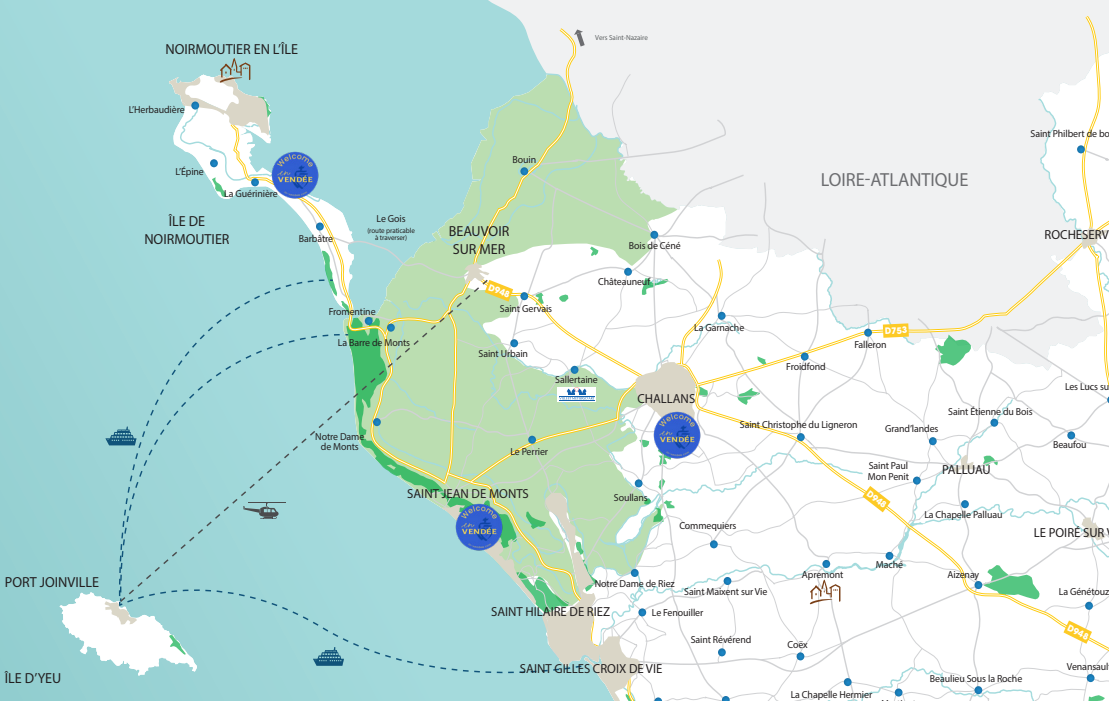 Vers Saint-Nazaire
NOIRMOUTIER EN L'ÎLE
L'Herbaudière
Saint Philbert de bo
Bouin
L'Épine
Welcome
en
VENDÉE
La Guérinière
LOIRE-ATLANTIQUE
ÎLE DE
NOIRMOUTIER
Le Gois
(route praticable
à traverser)
Barbâtre
BEAUVOIR
SUR MER
Bois de Céné
ROCHESERV
Châteauneuf
D948
Saint Gervais
Fromentine
La Barre de Monts
La Garnache
D753
Falleron
Saint Urbain
Froidfond
Sallertaine
Les Lucs su
CHALLANS
Welcome
en
VENDÉE
Saint Christophe du Ligneron
Saint Étienne du Bois
Grand'landes
Beaufou
Notre Dame
de Monts
Le Perrier
Saint Paul
Mon Penit
PALLUAU
SAINT JEAN DE MONTS
Welcome
en
VENDÉE
Soullans
D948
La Chapelle Palluau
Commequiers
LE POIRÉ SUR V
PORT JOINVILLE
Notre Dame de Riez
Saint Maixent sur Vie
Apremont
Maché
Aizenay
La Génétouz
SAINT HILAIRE DE RIEZ
Le Fenouiller
D948
Saint Révérend
Coëx
ÎLE D'YEU
SAINT GILLES CROIX DE VIE
Venansault
Beaulieu Sous la Roche
La Chapelle Hermier